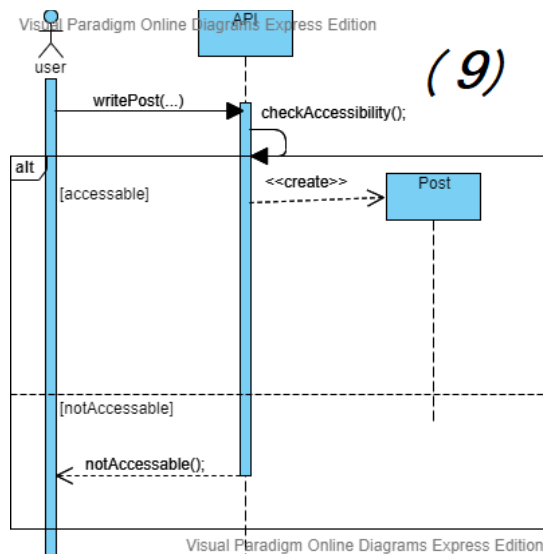 Visual Paradigm Online Diagrams Express Edition
API
user
(9)
writePost(...)
checkAccessibility();
alt
[accessable]
<<create>>
Post
[notAccessable]
notAccessable();
Visual Paradigm Online Diagrams Express Edition